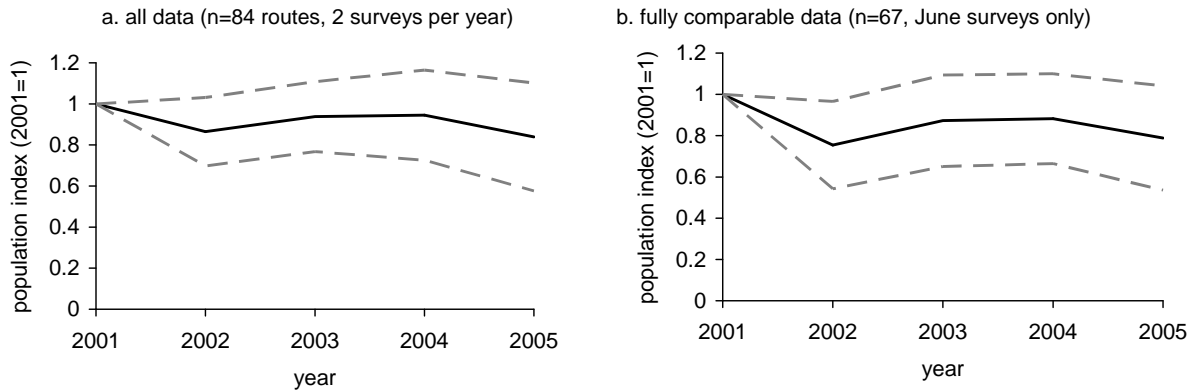 a. all data (n=84 routes, 2 surveys per year)
population index (2001=1)
1.2
1
0.8
0.6
0.4
0.2
0
2001 2002 2003 2004 2005
year
b. fully comparable data (n=67, June surveys only)
population index (2001=1)
1.2
1
0.8
0.6
0.4
0.2
0
2001 2002 2003 2004 2005
year